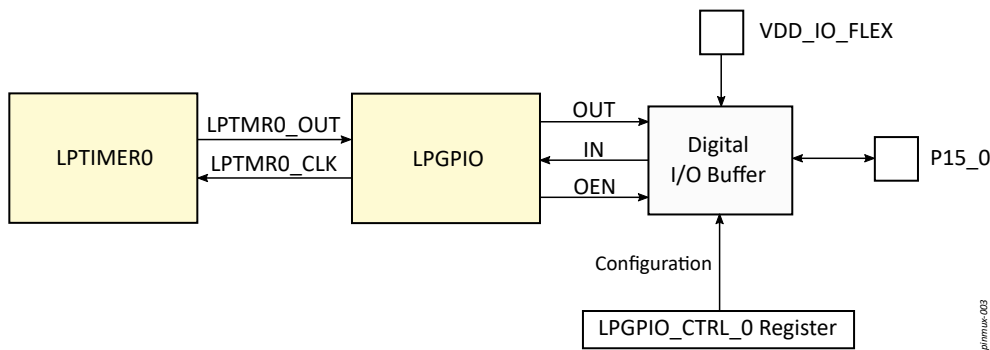 VDD_IO_FLEX
LPTIMER0
LPTMR0_OUT
LPTMR0_CLK
LPGPIO
OUT
IN
OEN
Digital
I/O Buffer
P15_0
Configuration
LPGPIO_CTRL_0 Register
pinmux-003